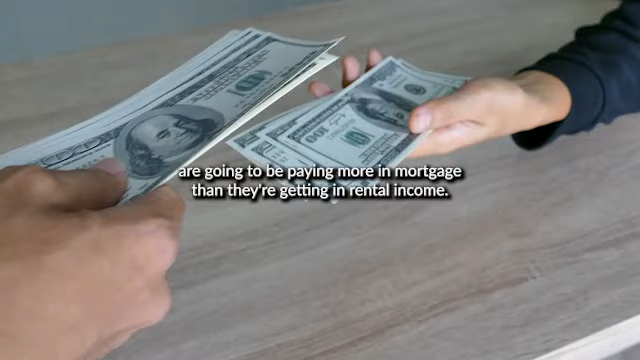 are going to be paying more in mortgage
than they're getting in rental income.